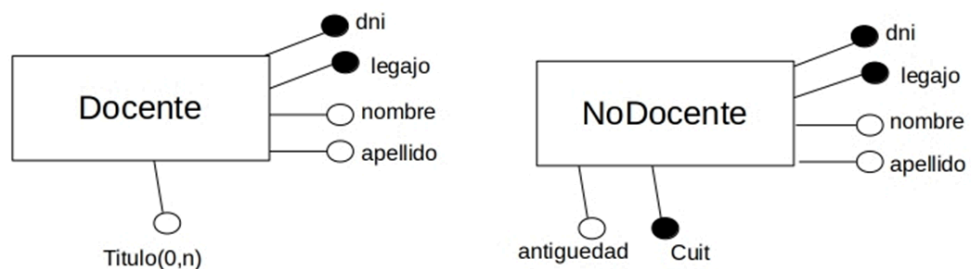 Docente
dni
legajo
nombre
apellido
Titulo(0,n)
NoDocente
dni
legajo
nombre
apellido
antiguedad
Cuit